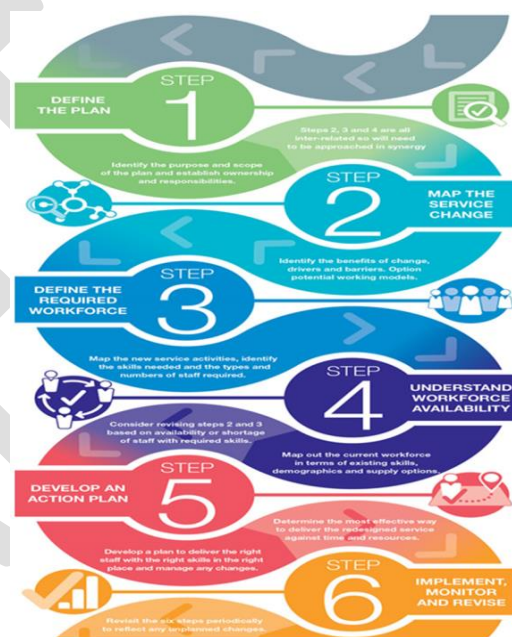 STEP
1
DEFINE
THE PLAN
Steps 2, 3 and 4 are all
inter-related so will need
to be approached in synergy
Identify the purpose and scope
of the plan and establish ownership
and responsibilities.
STEP
2
MAP THE
SERVICE
CHANGE
Identify the benefits of change,
drivers and barriers. Option
potential working models.
STEP
3
DEFINE THE
REQUIRED
WORKFORCE
Map the new service activities, identify
the skills needed and the types and
numbers of staff required.
STEP
4
UNDERSTAND
WORKFORCE
AVAILABILITY
Consider revising steps 2 and 3
based on availability or shortage
of staff with required skills.
Map out the current workforce
in terms of existing skills,
demographics and supply options.
STEP
5
DEVELOP AN
ACTION PLAN
Determine the most effective way
to deliver the redesigned service
against time and resources.
Develop a plan to deliver the right
staff with the right skills in the right
place and manage any changes.
STEP
6
IMPLEMENT,
MONITOR
AND REVISE
Revisit the six steps periodically
to reflect any unplanned changes.